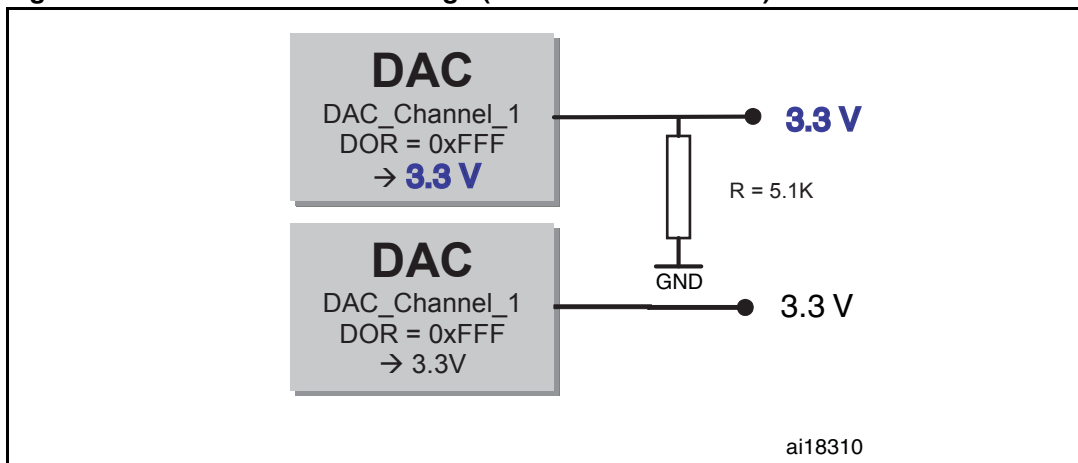 DAC
DAC_Channel_1
DOR = 0xFFF
→ 3.3 V
3.3 V
R = 5.1K
GND
DAC
DAC_Channel_1
DOR = 0xFFF
→ 3.3V
3.3 V
ai18310